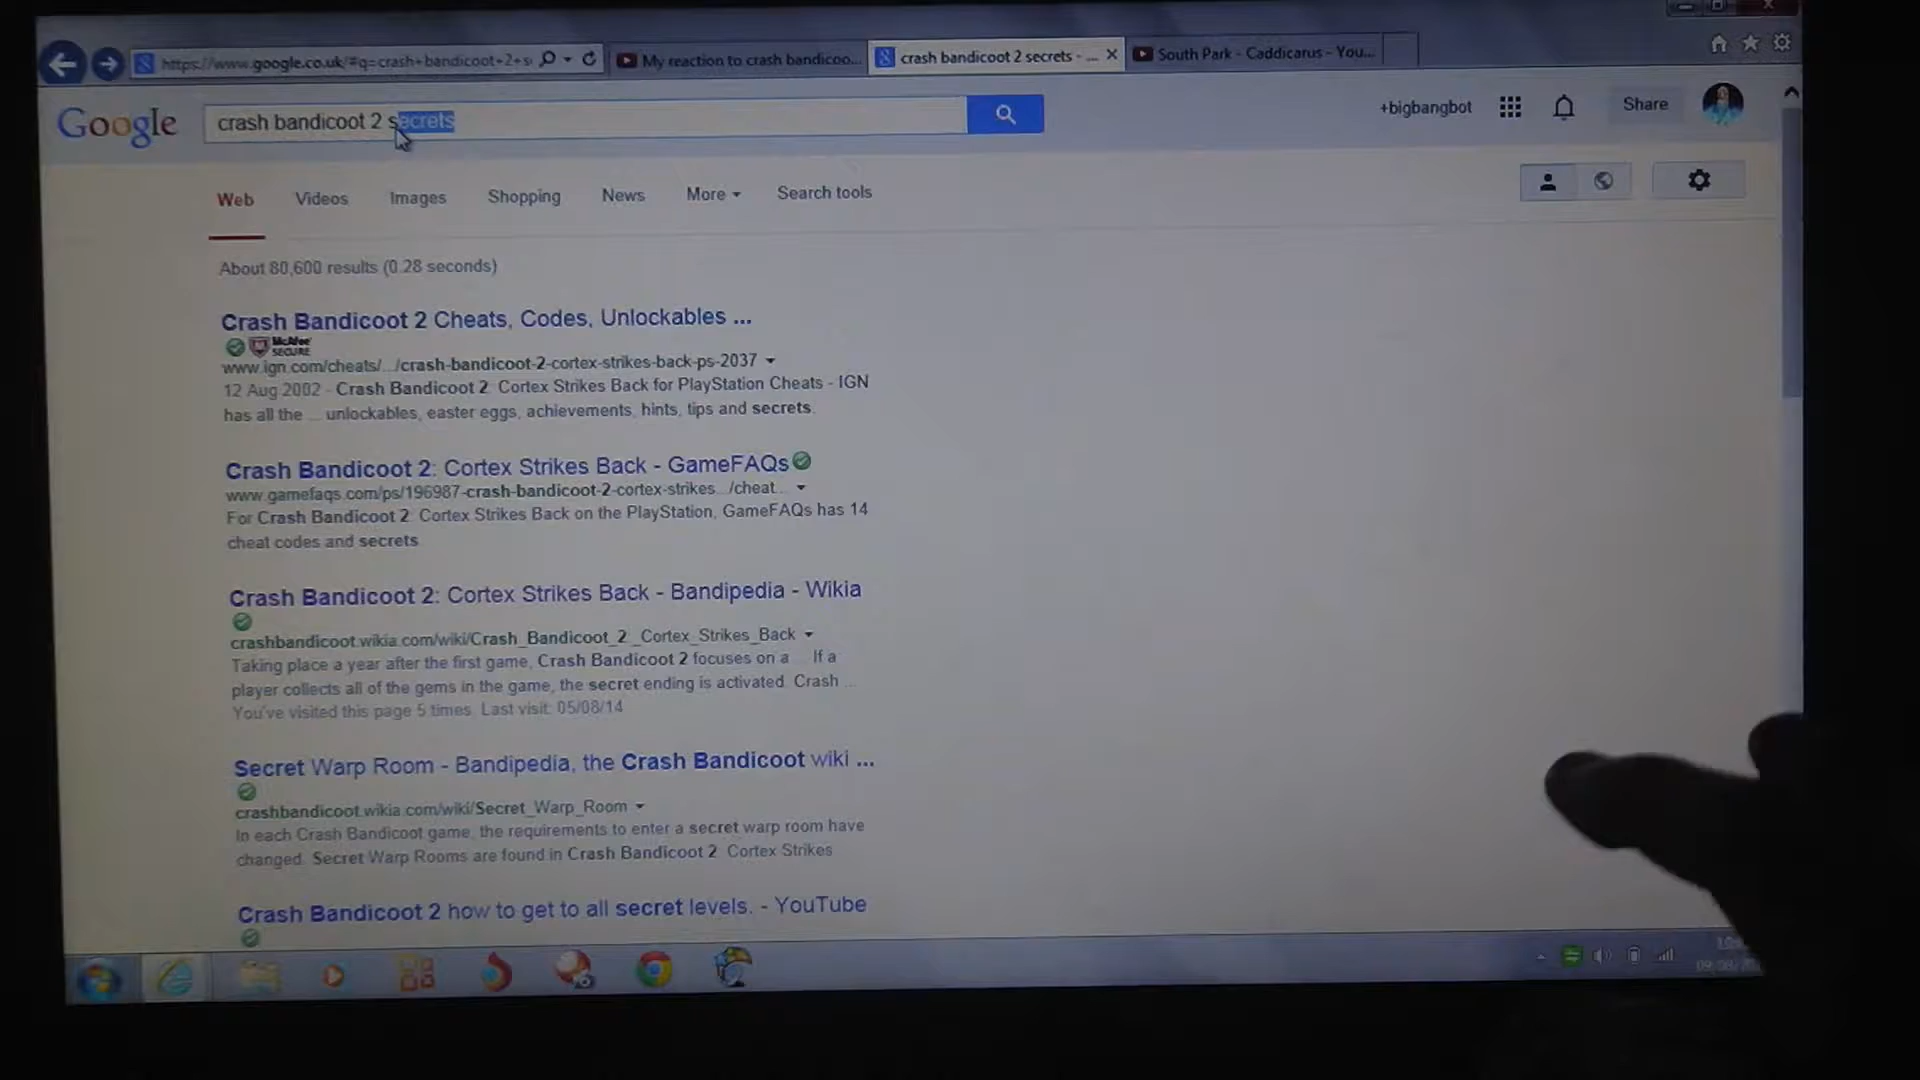 https://www.google.co.uk/#q=crash+bandicoot+2+s
My reaction to crash bandicoo...
crash bandicoot 2 secrets - ...
South Park - Caddicarus - You...
Google
crash bandicoot 2 secrets
+bigbangbot
Share
Web
Videos
Images
Shopping
News
More
Search tools
About 80,600 results (0.28 seconds)
Crash Bandicoot 2 Cheats, Codes, Unlockables ...
McAfee
SECURE
www.ign.com/cheats/.../crash-bandicoot-2-cortex-strikes-back-ps-2037
12 Aug 2002 - Crash Bandicoot 2: Cortex Strikes Back for PlayStation Cheats - IGN
has all the ... unlockables, easter eggs, achievements, hints, tips and secrets.
Crash Bandicoot 2: Cortex Strikes Back - GameFAQs
www.gamefaqs.com/ps/196987-crash-bandicoot-2-cortex-strikes.../cheat...
For Crash Bandicoot 2: Cortex Strikes Back on the PlayStation, GameFAQs has 14
cheat codes and secrets.
Crash Bandicoot 2: Cortex Strikes Back - Bandipedia - Wikia
crashbandicoot.wikia.com/wiki/Crash_Bandicoot_2:_Cortex_Strikes_Back
Taking place a year after the first game, Crash Bandicoot 2 focuses on a ... If a
player collects all of the gems in the game, the secret ending is activated. Crash ...
You've visited this page 5 times. Last visit: 05/08/14
Secret Warp Room - Bandipedia, the Crash Bandicoot wiki ...
crashbandicoot.wikia.com/wiki/Secret_Warp_Room
In each Crash Bandicoot game, the requirements to enter a secret warp room have
changed. Secret Warp Rooms are found in Crash Bandicoot 2: Cortex Strikes
Crash Bandicoot 2 how to get to all secret levels. - YouTube